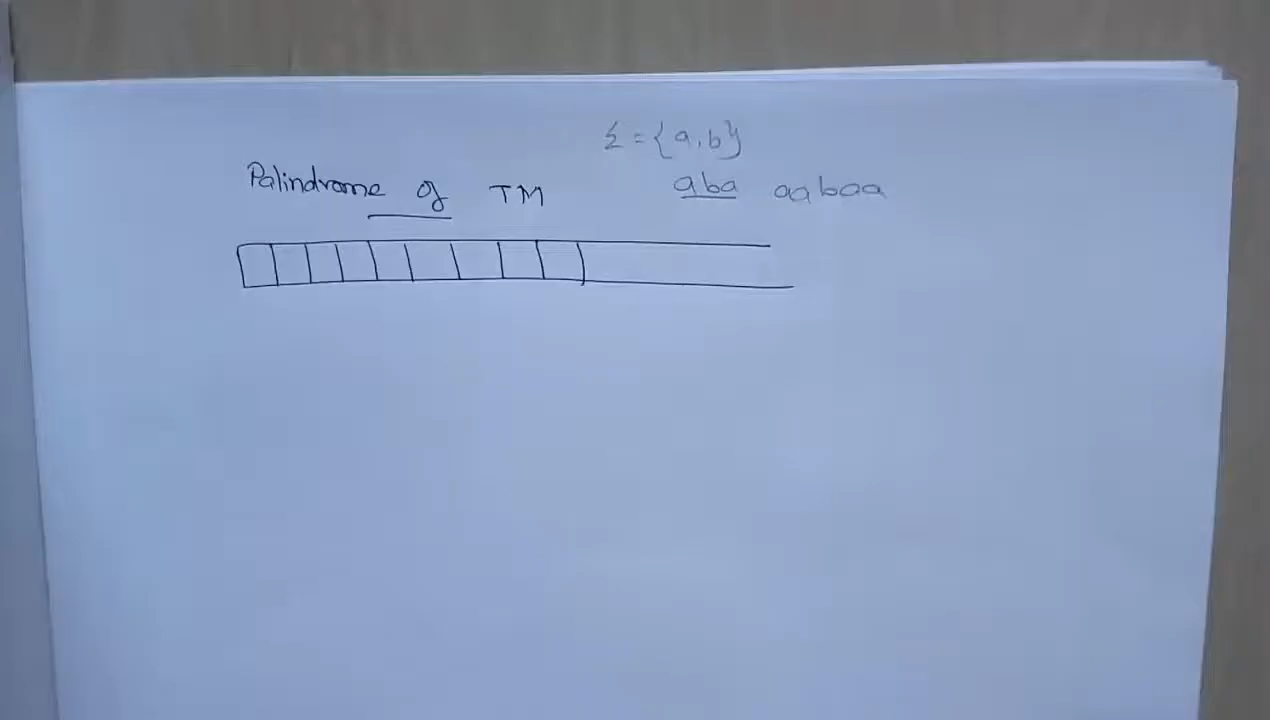 Σ = {a,b}
Palindrome of TM aba aabaa